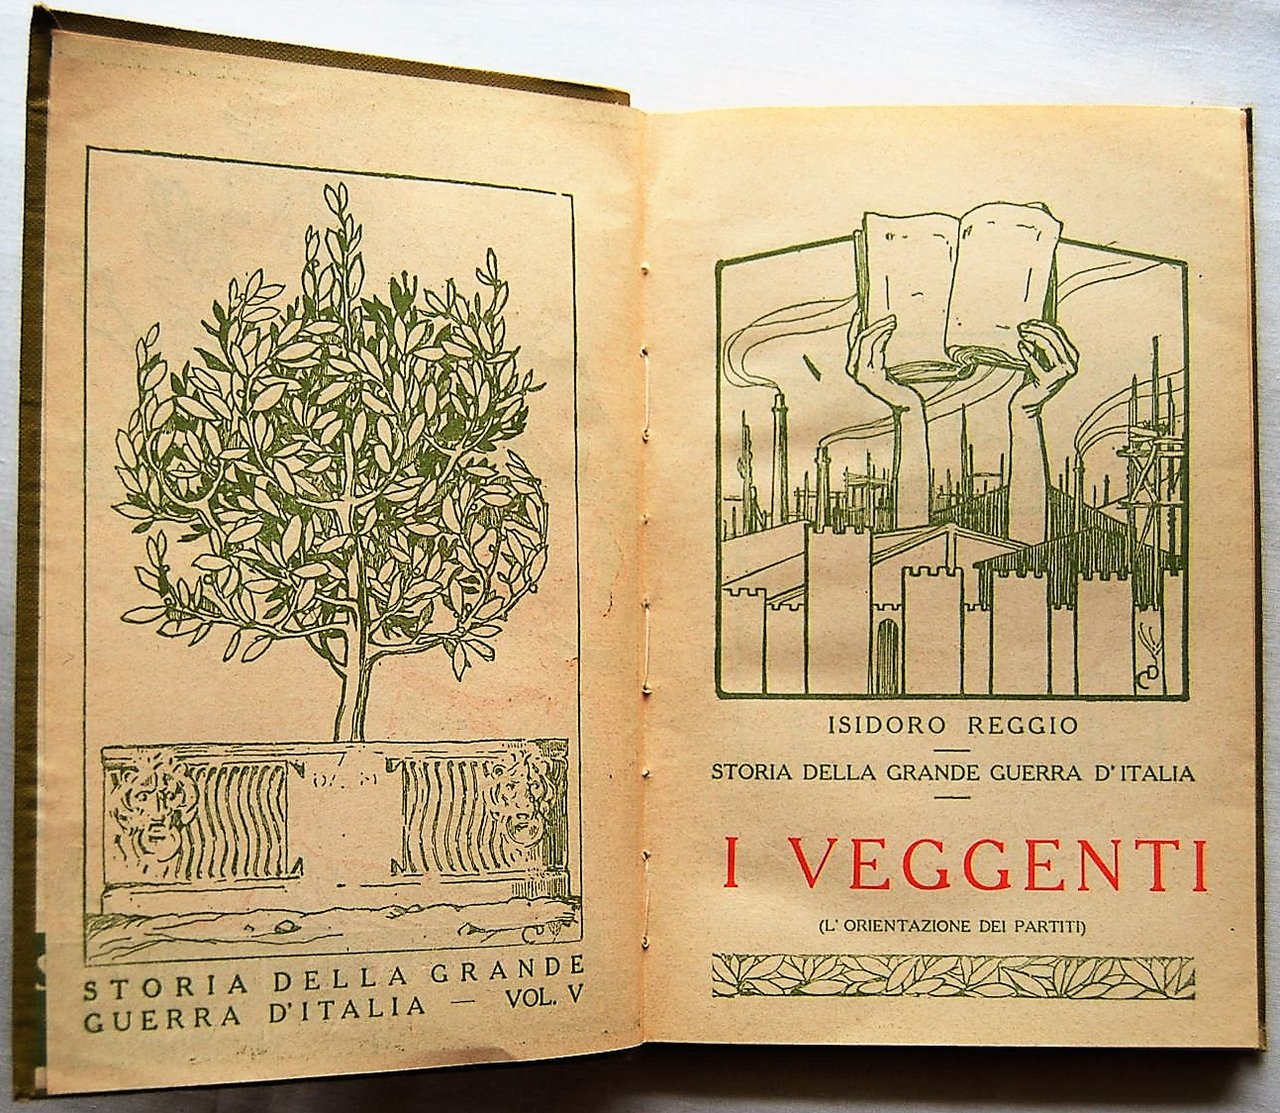 STORIA DELLA GRANDE
GUERRA D'ITALIA — VOL. V
ISIDORO REGGIO
STORIA DELLA GRANDE GUERRA D'ITALIA
I VEGGENTI
(L'ORIENTAZIONE DEI PARTITI)